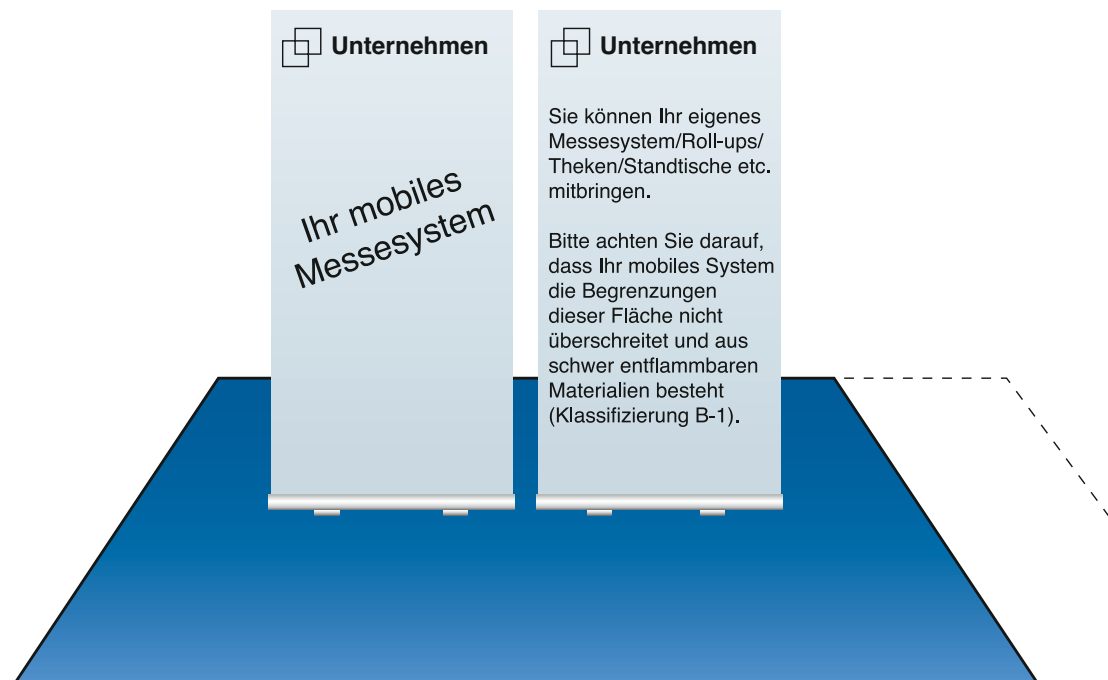 Unternehmen
Ihr mobiles
Messesystem
Unternehmen
Sie können Ihr eigenes
Messesystem/Roll-ups/
Theken/Standtische etc.
mitbringen.
Bitte achten Sie darauf,
dass Ihr mobiles System
die Begrenzungen
dieser Fläche nicht
überschreitet und aus
schwer entflammbaren
Materialien besteht
(Klassifizierung B-1).